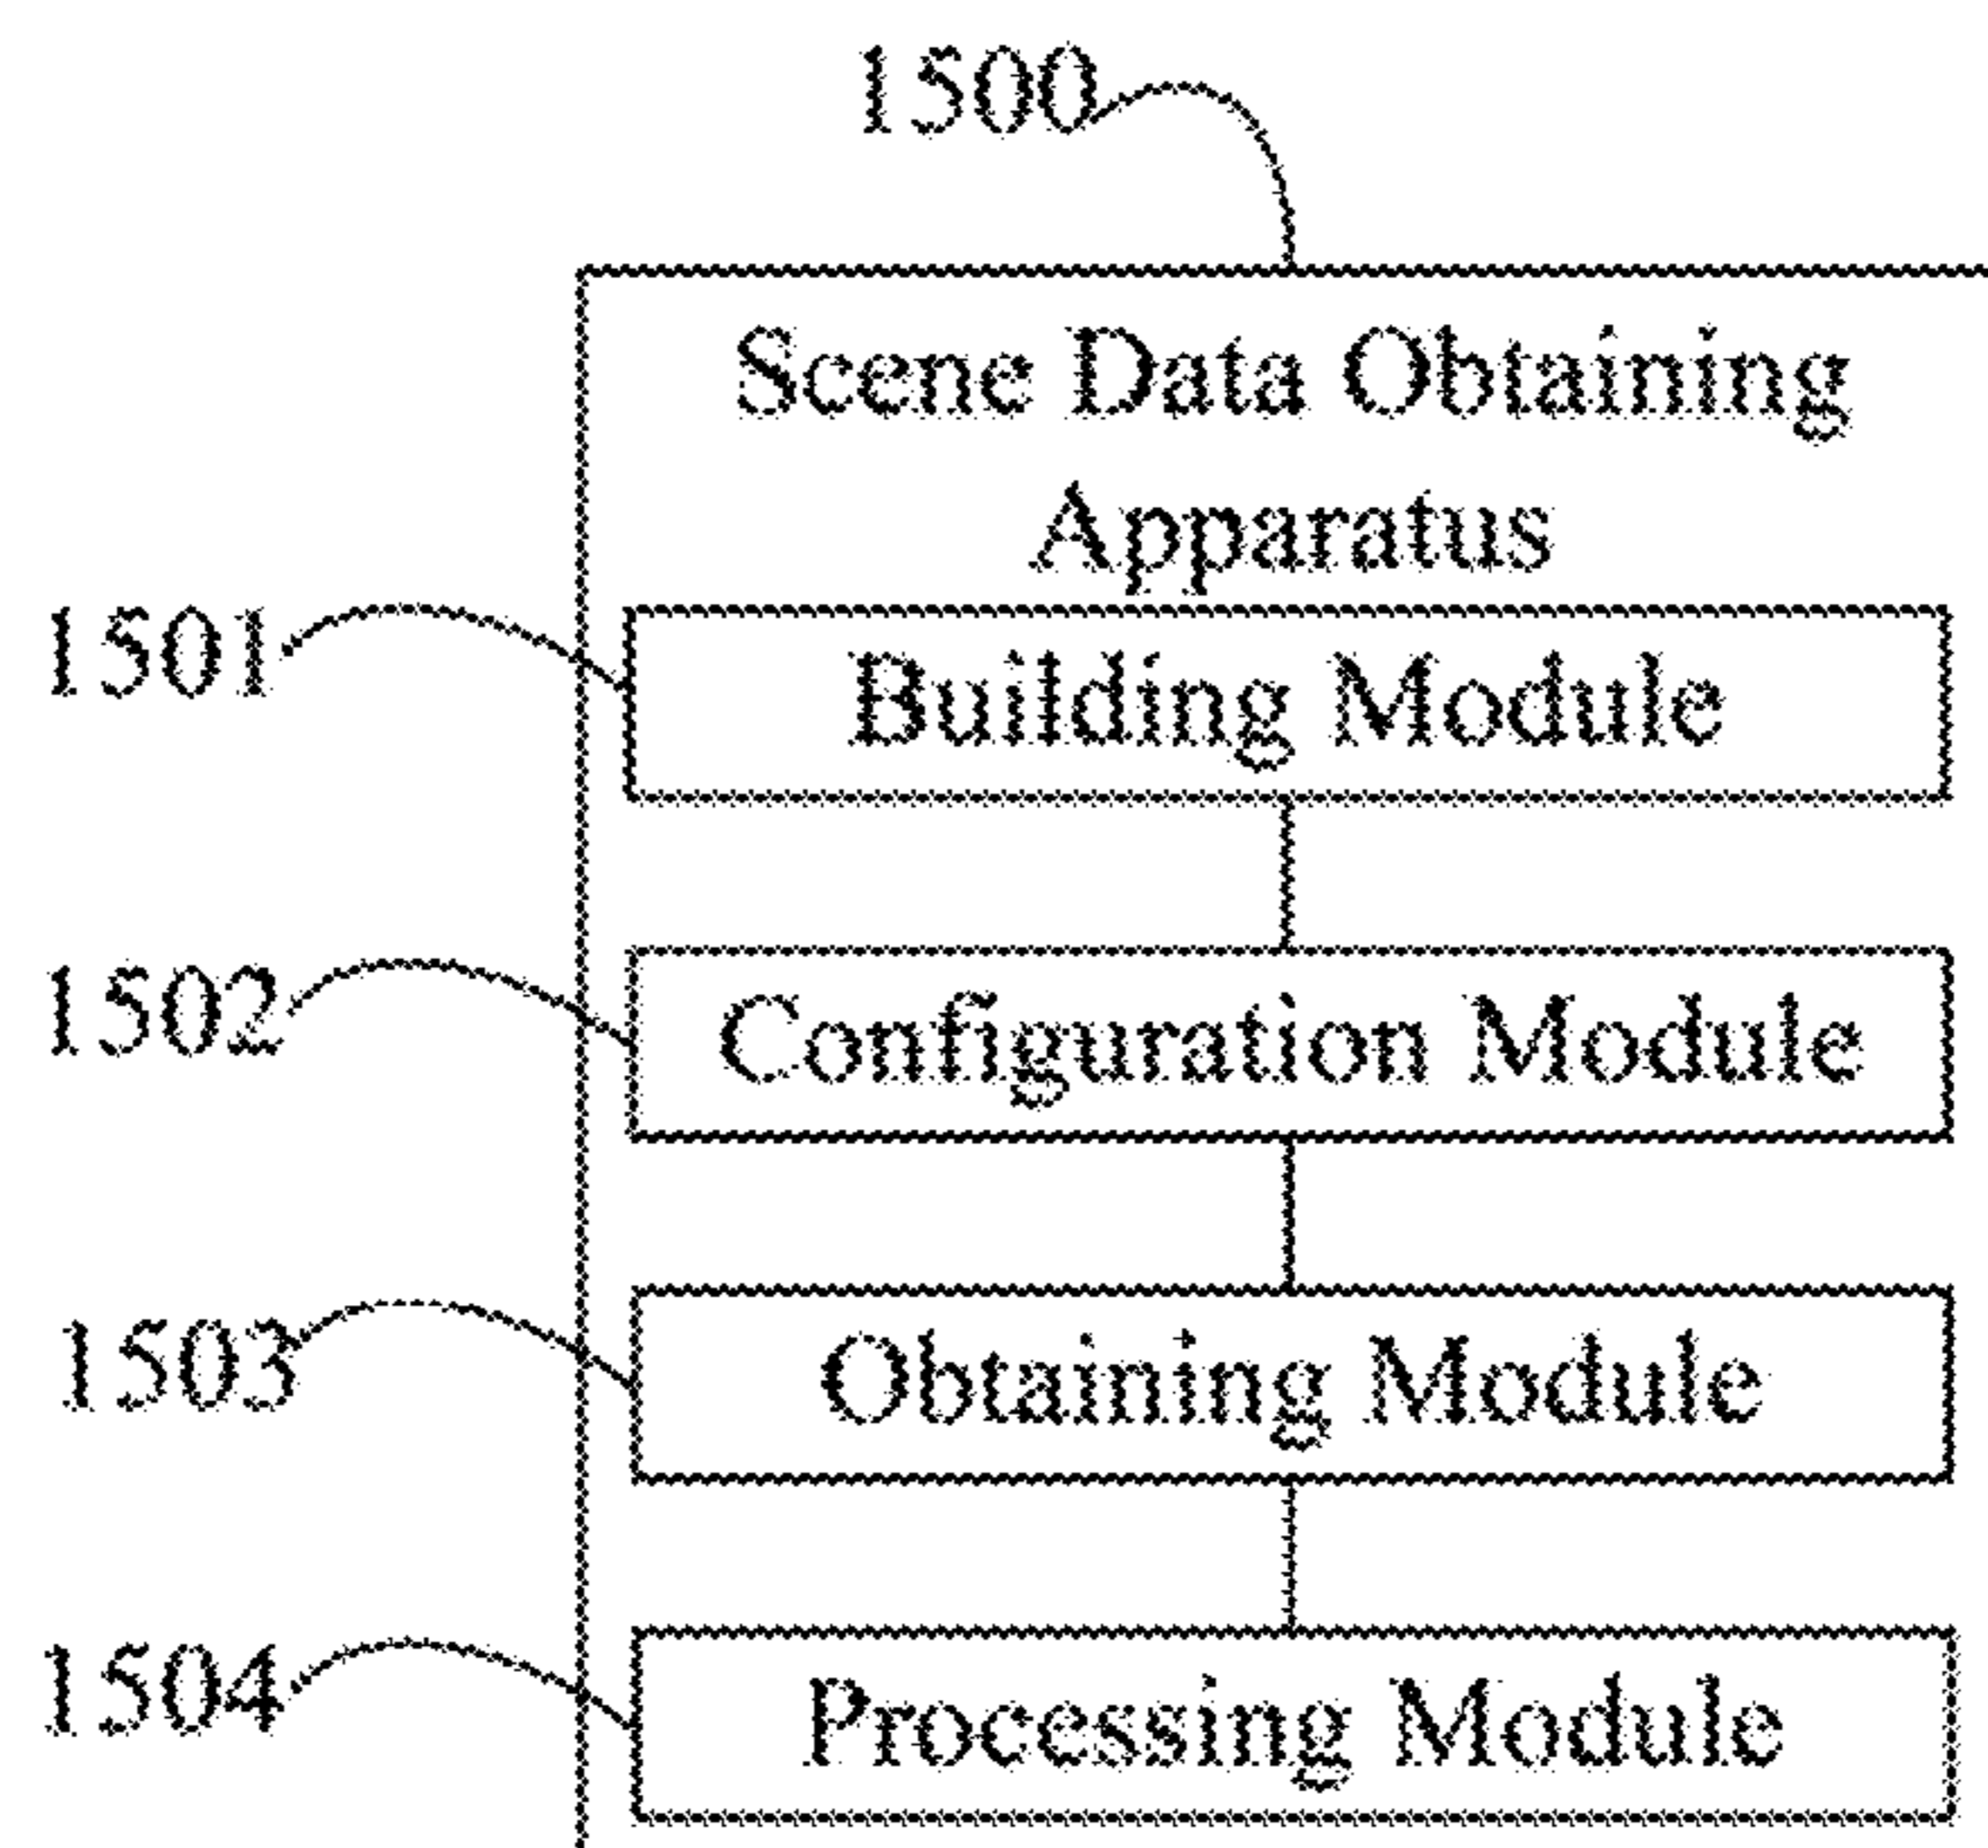 1500
Scene Data Obtaining
Apparatus
1501
Building Module
1502
Configuration Module
1503
Obtaining Module
1504
Processing Module